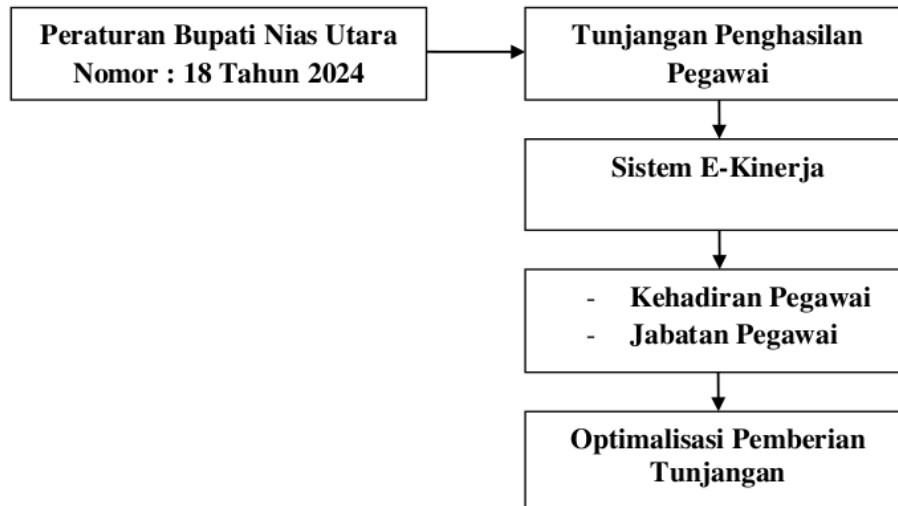 Peraturan Bupati Nias Utara
Nomor : 18 Tahun 2024
Tunjangan Penghasilan
Pegawai
Sistem E-Kinerja
- Kehadiran Pegawai
- Jabatan Pegawai
Optimalisasi Pemberian
Tunjangan